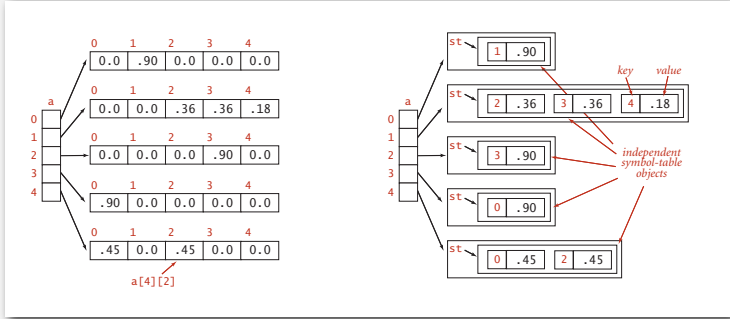 0 1 2 3 4
0.0 .90 0.0 0.0 0.0
0 1 2 3 4
0.0 0.0 .36 .36 .18
a
0
1
2
3
4
0 1 2 3 4
0.0 0.0 0.0 .90 0.0
0 1 2 3 4
.90 0.0 0.0 0.0 0.0
0 1 2 3 4
.45 0.0 .45 0.0 0.0
a[4][2]
st
1 .90
key value
st
2 .36 3 .36 4 .18
a
0
1
2
3
4
st
3 .90
independent
symbol-table
objects
st
0 .90
st
0 .45 2 .45